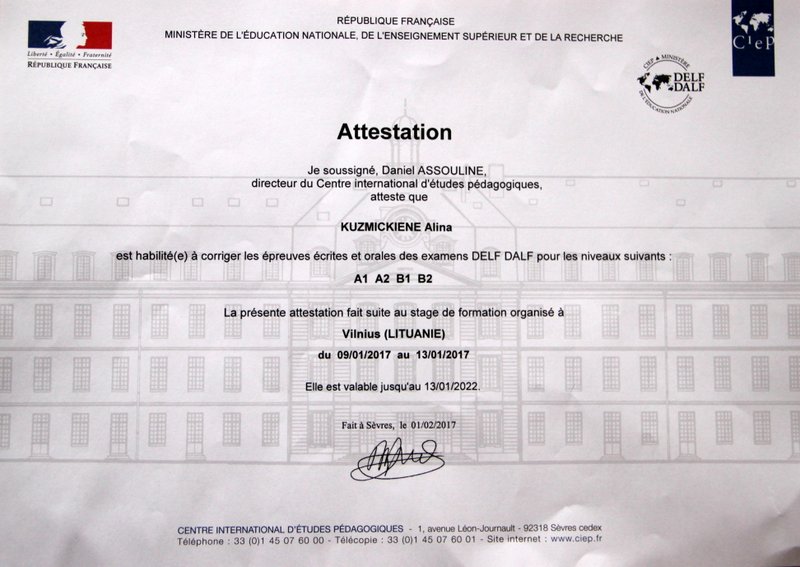 RÉPUBLIQUE FRANÇAISE
MINISTÈRE DE L'ÉDUCATION NATIONALE, DE L'ENSEIGNEMENT SUPÉRIEUR ET DE LA RECHERCHE
Liberté • Égalité • Fraternité
RÉPUBLIQUE FRANÇAISE
CIeP
CIEP ▲ MINISTÈRE
DELF
DALF
DE L'ÉDUCATION NATIONALE
Attestation
Je soussigné, Daniel ASSOULINE,
directeur du Centre international d'études pédagogiques,
atteste que
KUZMICKIENE Alina
est habilité(e) à corriger les épreuves écrites et orales des examens DELF DALF pour les niveaux suivants :
A1 A2 B1 B2
La présente attestation fait suite au stage de formation organisé à
Vilnius (LITUANIE)
du 09/01/2017 au 13/01/2017
Elle est valable jusqu'au 13/01/2022.
Fait à Sèvres, le 01/02/2017
CENTRE INTERNATIONAL D'ÉTUDES PÉDAGOGIQUES - 1, avenue Léon-Journault - 92318 Sèvres cedex
Téléphone : 33 (0)1 45 07 60 00 - Télécopie : 33 (0)1 45 07 60 01 - Site internet : www.ciep.fr